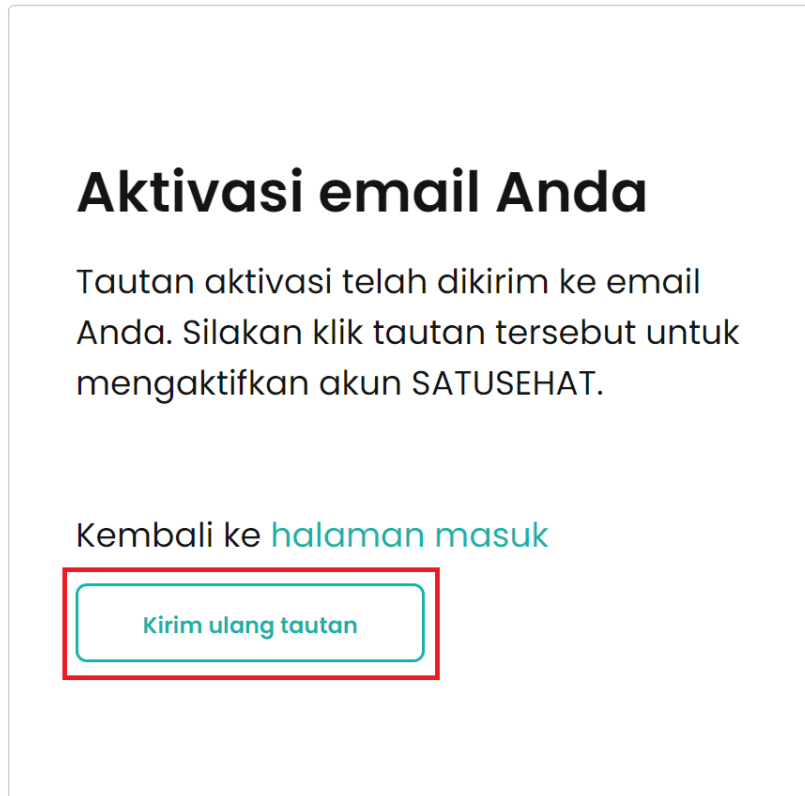 Aktivasi email Anda
Tautan aktivasi telah dikirim ke email
Anda. Silakan klik tautan tersebut untuk
mengaktifkan akun SATUSEHAT.
Kembali ke halaman masuk
Kirim ulang tautan